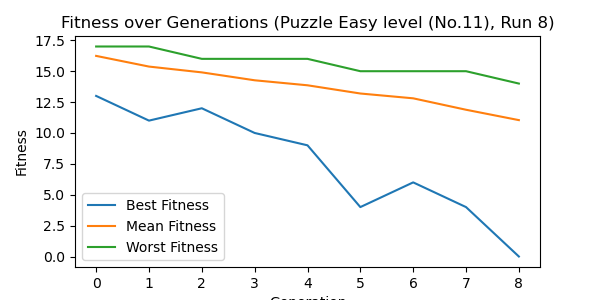 Fitness over Generations (Puzzle Easy level (No.11), Run 8)
17.5
15.0
12.5
10.0
7.5
5.0
2.5
0.0
Fitness
Best Fitness
Mean Fitness
Worst Fitness
0 1 2 3 4 5 6 7 8
Generation